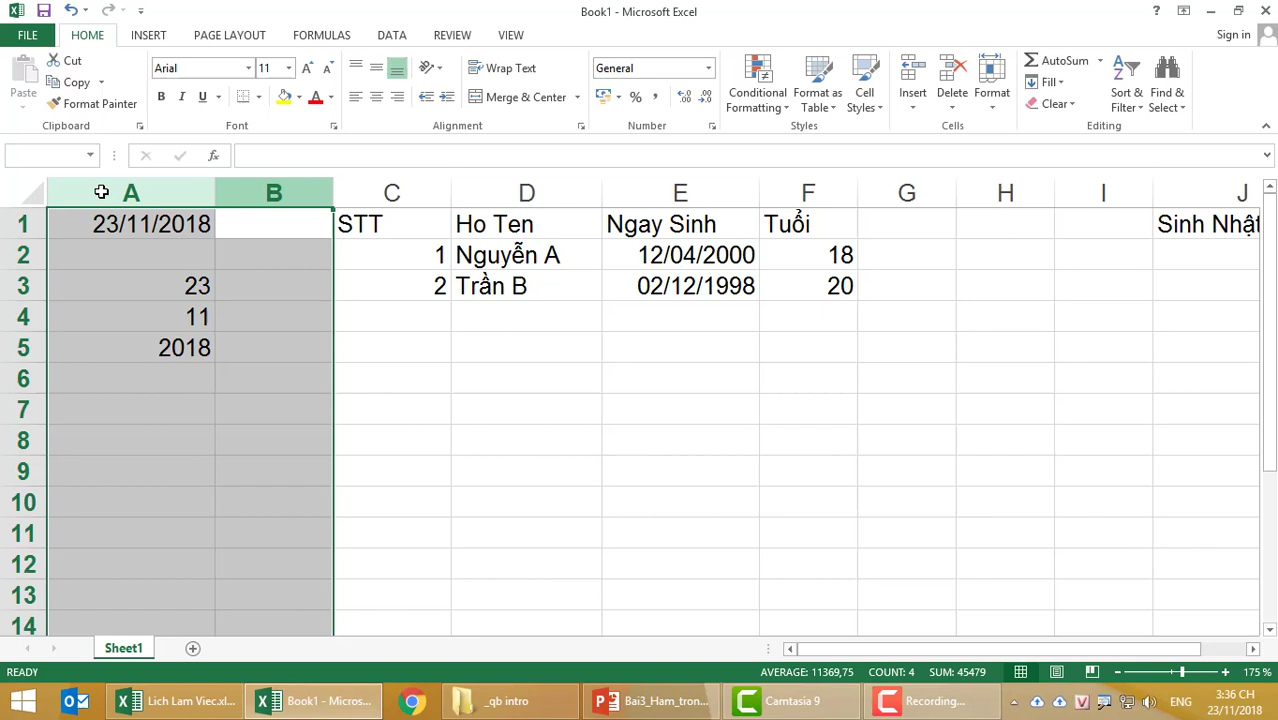 Book1 - Microsoft Excel
?
FILE
HOME
INSERT
PAGE LAYOUT
FORMULAS
DATA
REVIEW
VIEW
Sign in
Paste
Cut
Copy
Format Painter
Clipboard
Arial
11
B I U
A
Font
Wrap Text
Merge & Center
Alignment
General
%
Number
Conditional Formatting
Format as Table
Cell Styles
Styles
Insert
Delete
Format
Cells
AutoSum
Fill
Clear
Sort & Filter
Find & Select
Editing
fx
A B C D E F G H I J
1 23/11/2018 STT Ho Ten Ngay Sinh Tuổi Sinh Nhật
2 1 Nguyễn A 12/04/2000 18
3 23 2 Trần B 02/12/1998 20
4 11
5 2018
6
7
8
9
10
11
12
13
14
Sheet1
READY
AVERAGE: 11369,75 COUNT: 4 SUM: 45479
175 %
Lich Lam Viec.xl...
Book1 - Micros...
_qb intro
Bai3_Ham_tron...
Camtasia 9
Recording...
ENG
3:36 CH
23/11/2018